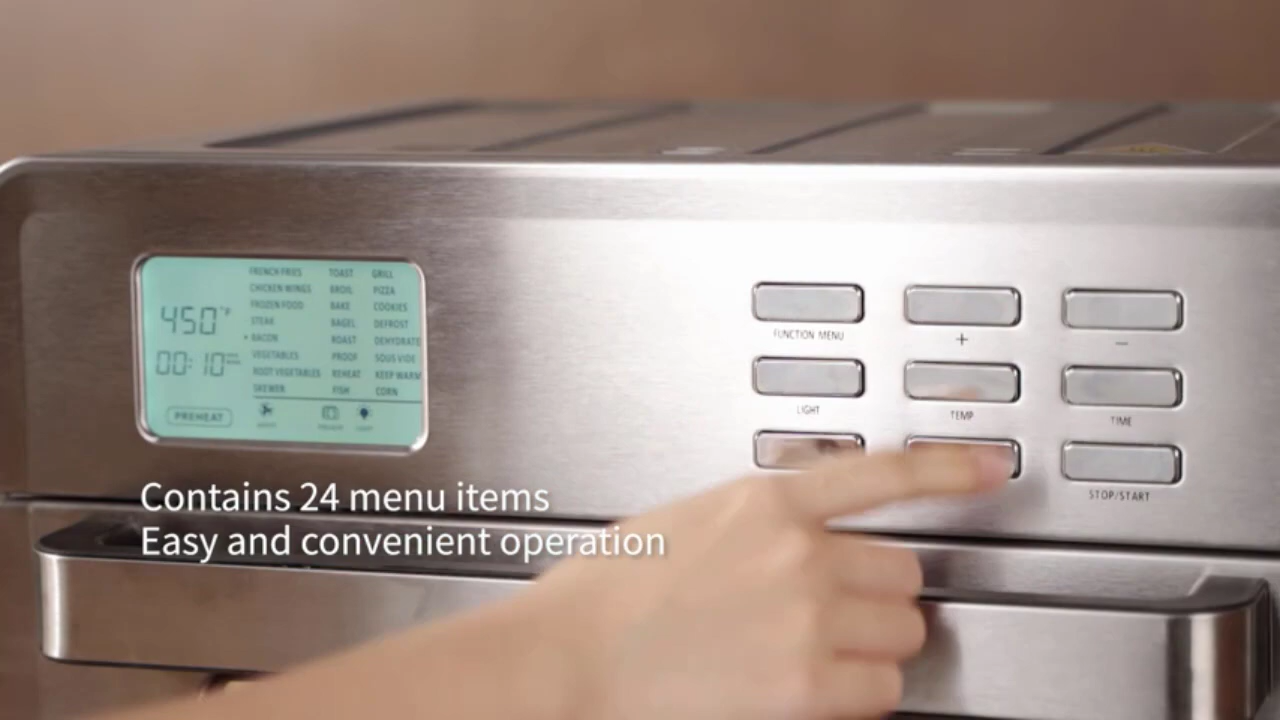 450°F
00:10
PREHEAT
FRENCH FRIES TOAST GRILL
CHICKEN WINGS BROIL PIZZA
FROZEN FOOD BAKE COOKIES
STEAK BAGEL DEFROST
BACON ROAST DEHYDRATE
VEGETABLES PROOF SOUS VIDE
ROOT VEGETABLES REHEAT KEEP WARM
SKEWER FISH CORN
LIGHT
FUNCTION MENU + −
LIGHT TEMP TIME
STOP/START
Contains 24 menu items
Easy and convenient operation